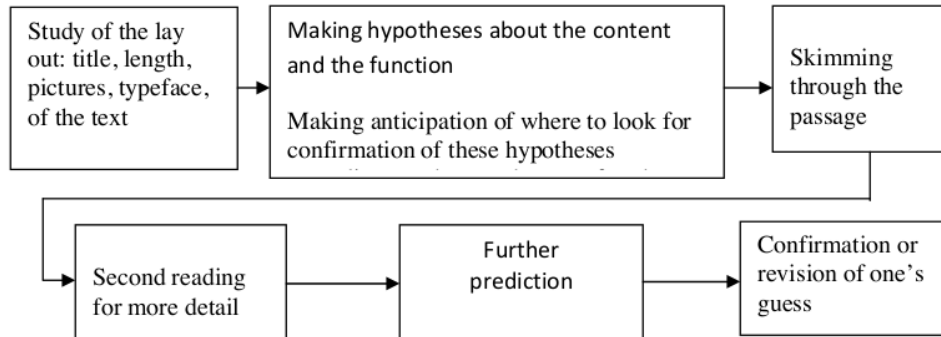 Study of the lay
out: title, length,
pictures, typeface,
of the text
Making hypotheses about the content
and the function
Making anticipation of where to look for
confirmation of these hypotheses
Skimming
through the
passage
Second reading
for more detail
Further
prediction
Confirmation or
revision of one’s
guess